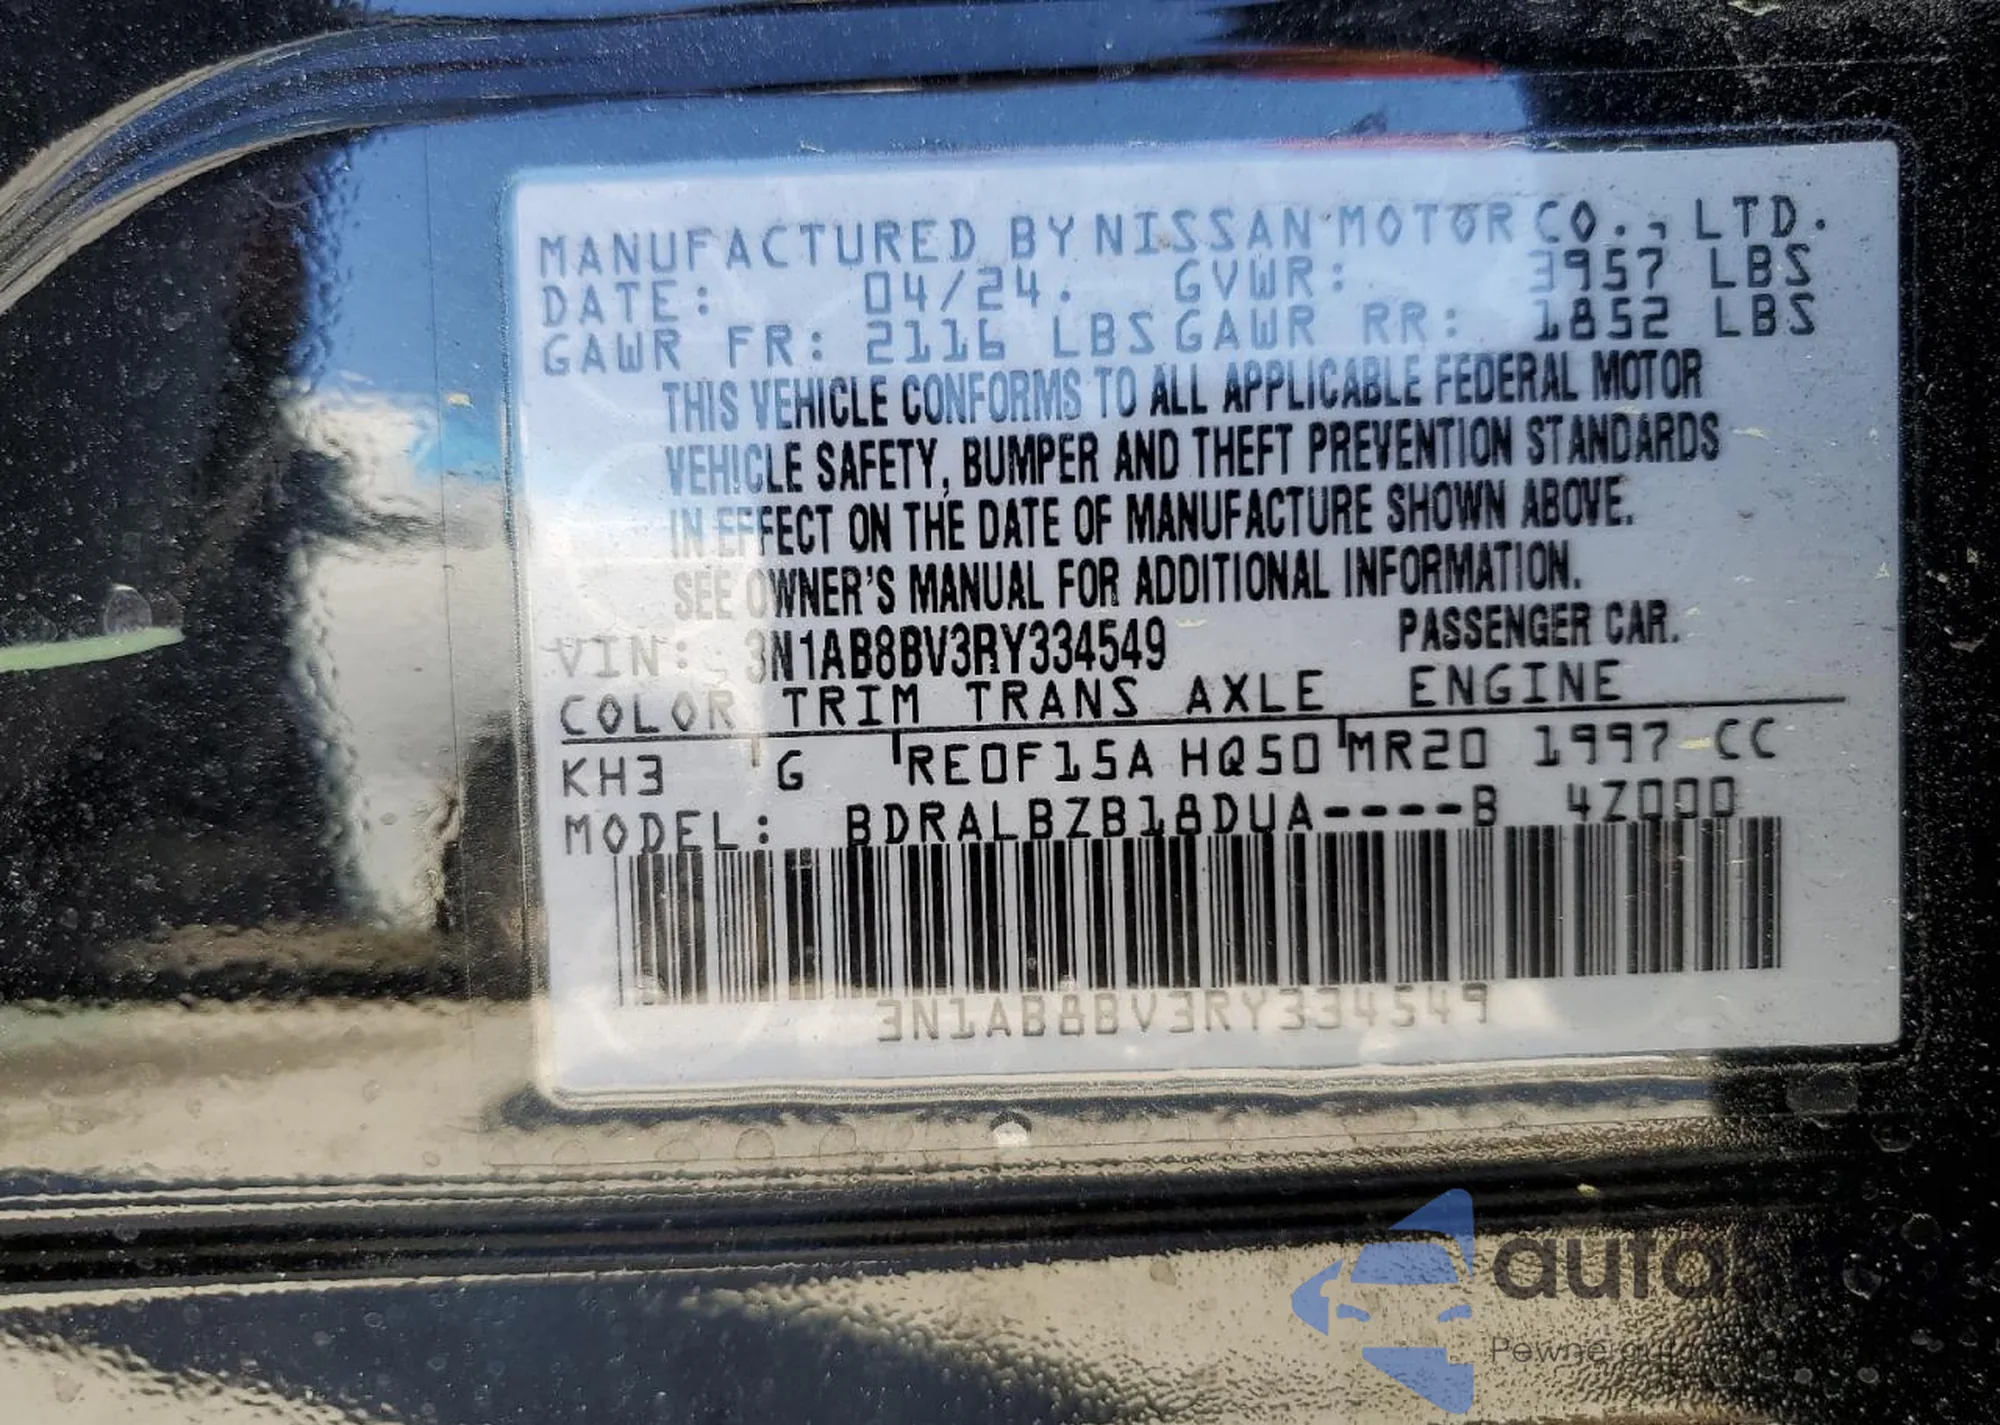 MANUFACTURED BY NISSAN MOTOR CO., LTD.
DATE: 04/24. GVWR: 3957 LBS
GAWR FR: 2116 LBS GAWR RR: 1852 LBS
THIS VEHICLE CONFORMS TO ALL APPLICABLE FEDERAL MOTOR
VEHICLE SAFETY, BUMPER AND THEFT PREVENTION STANDARDS
IN EFFECT ON THE DATE OF MANUFACTURE SHOWN ABOVE.
SEE OWNER'S MANUAL FOR ADDITIONAL INFORMATION.
VIN: 3N1AB8BV3RY334549 PASSENGER CAR.
COLOR TRIM TRANS AXLE ENGINE
KH3 G RE0F15A HQ50 MR20 1997 CC
MODEL: BDRALBZB18DUA----B 4Z000
3N1AB8BV3RY334549